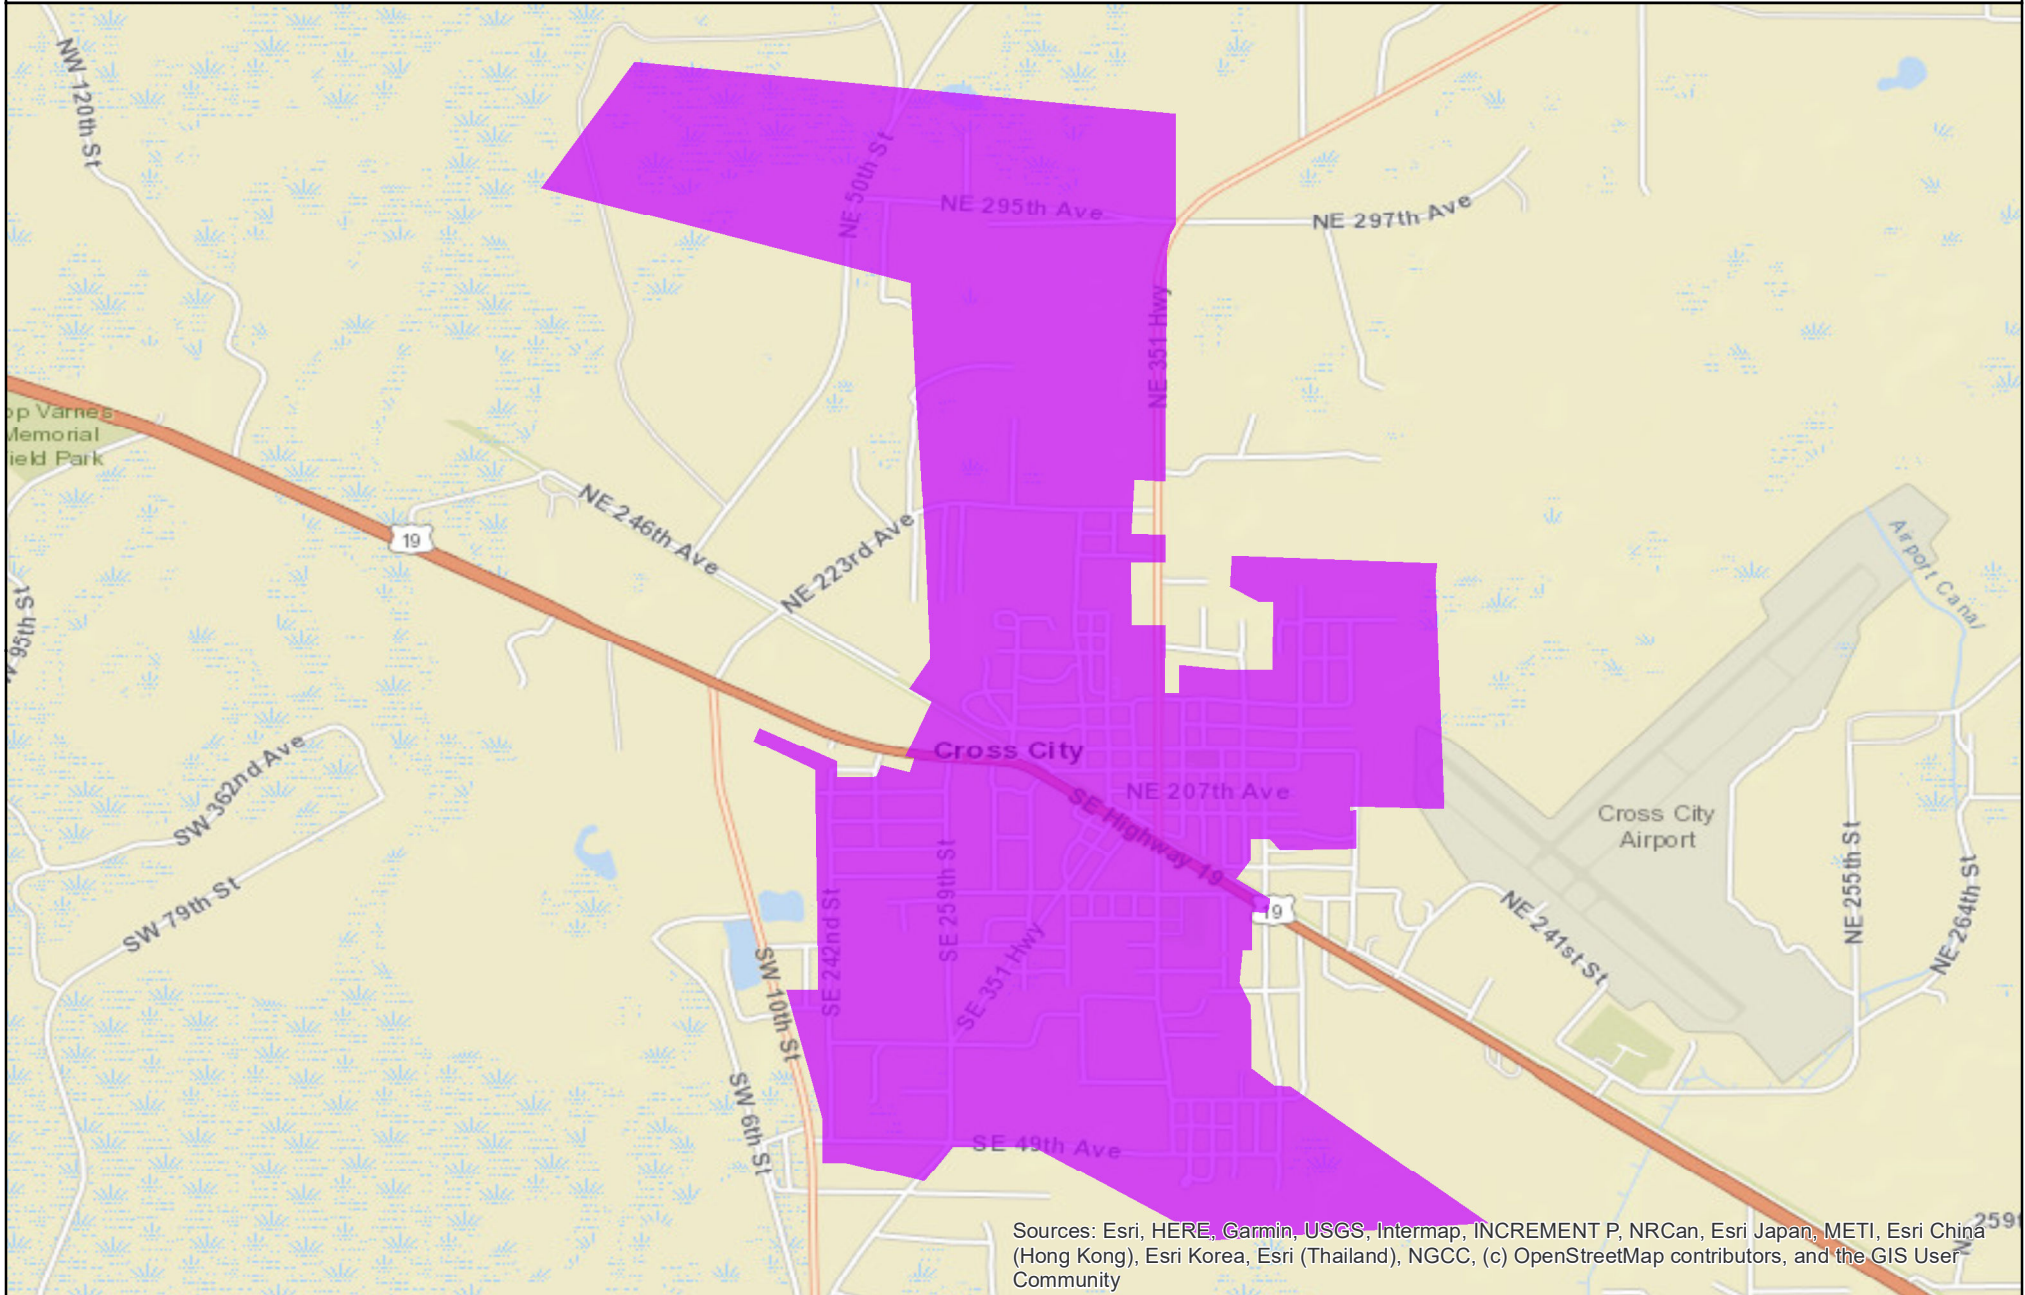 NW 120th St
NE 50th St
NE 295th Ave
NE 297th Ave
NE 351 Hwy
op Varnes
Memorial
ield Park
19
NE 246th Ave
NE 223rd Ave
Airport Canal
95th St
Cross City
NE 207th Ave
SE Highway 19
SW 362nd Ave
Cross City
Airport
SW 79th St
SE 242nd St
SE 259th St
SE 351 Hwy
19
NE 241st St
NE 255th St
NE 264th St
SW 10th St
SW 6th St
SE 49th Ave
259
Sources: Esri, HERE, Garmin, USGS, Intermap, INCREMENT P, NRCan, Esri Japan, METI, Esri China
(Hong Kong), Esri Korea, Esri (Thailand), NGCC, (c) OpenStreetMap contributors, and the GIS User
Community